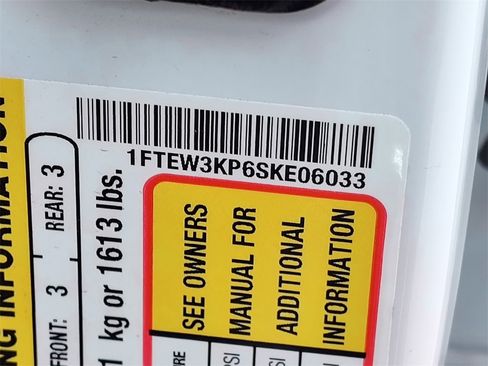 1FTEW3KP6SKE06033
SEE OWNERS
MANUAL FOR
ADDITIONAL
INFORMATION
FRONT: 3 REAR: 3
kg or 1613 lbs.